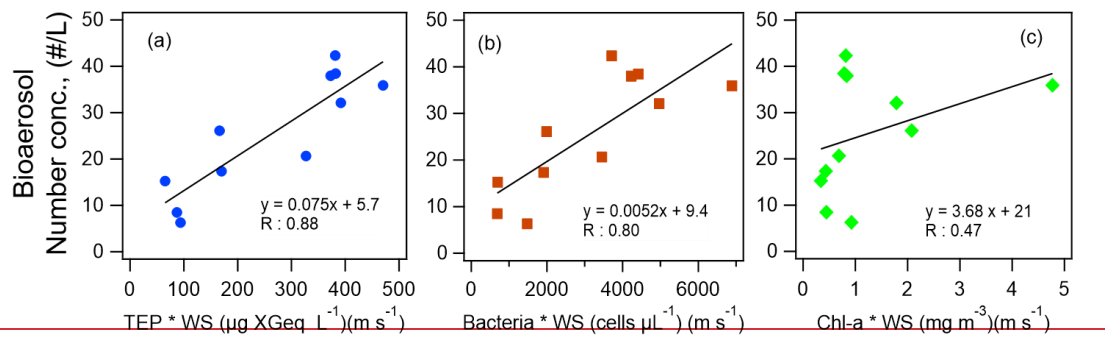 Bioaerosol
Number conc., (#/L)
50
40
30
20
10
0
(a)
y = 0.075x + 5.7
R : 0.88
0 100 200 300 400 500
TEP * WS (µg XGeq L⁻¹)(m s⁻¹)
50
40
30
20
10
0
(b)
y = 0.0052x + 9.4
R : 0.80
0 2000 4000 6000
Bacteria * WS (cells µL⁻¹) (m s⁻¹)
50
40
30
20
10
0
(c)
y = 3.68 x + 21
R : 0.47
0 1 2 3 4 5
Chl-a * WS (mg m⁻³)(m s⁻¹)